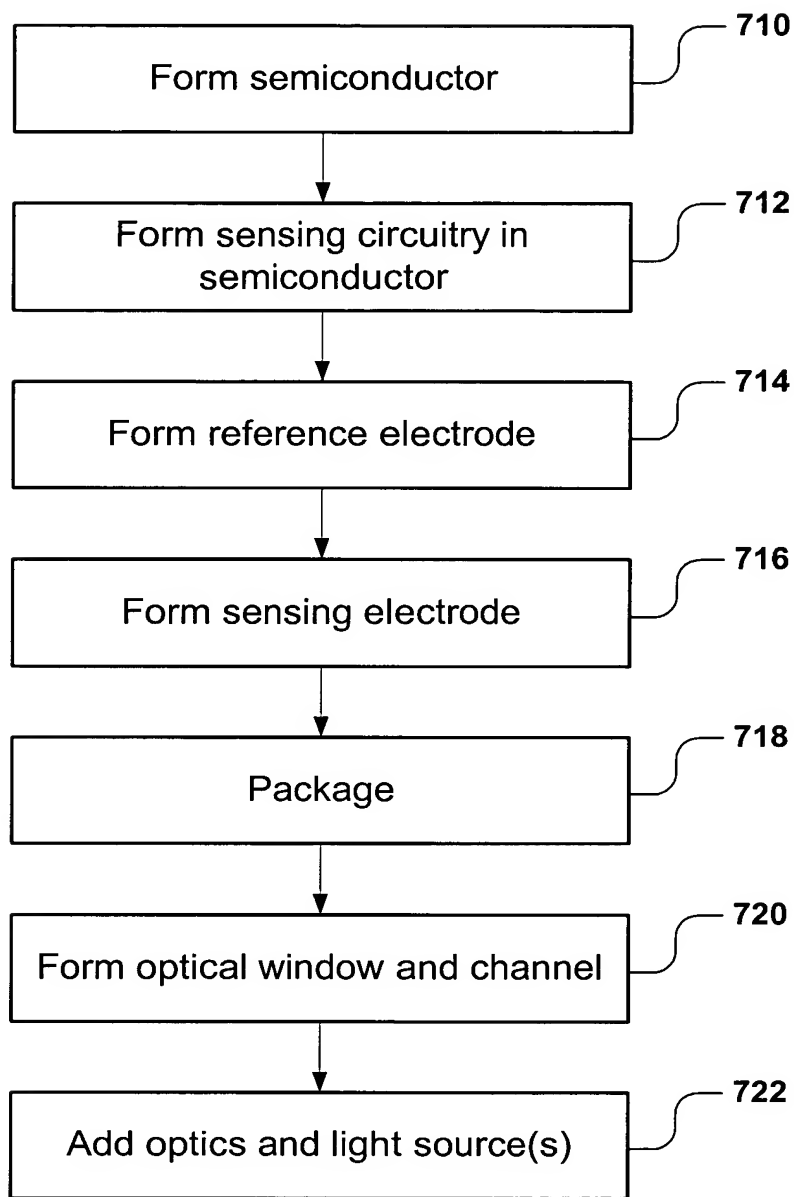 710
Form semiconductor
712
Form sensing circuitry in
semiconductor
714
Form reference electrode
716
Form sensing electrode
718
Package
720
Form optical window and channel
722
Add optics and light source(s)